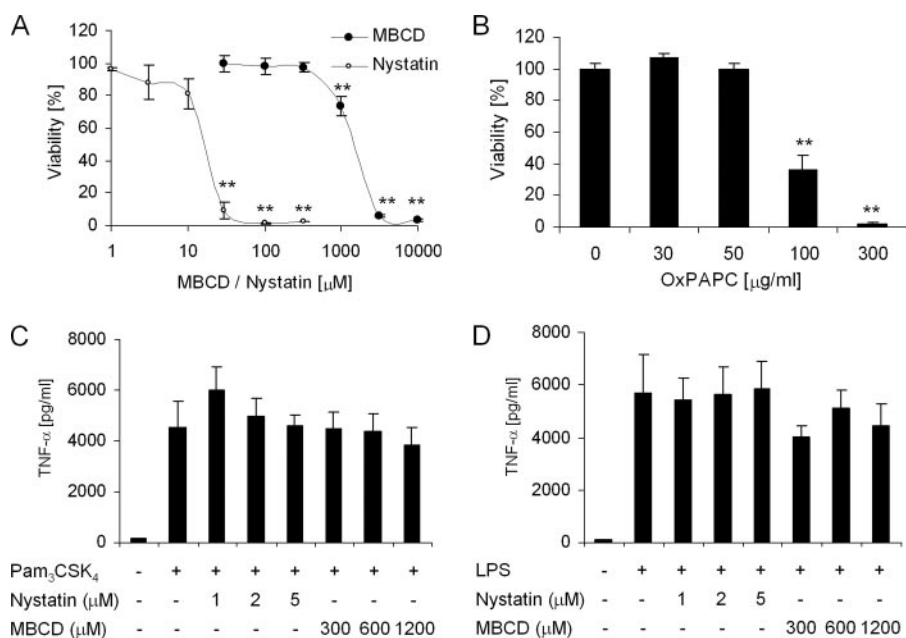 A
MBCD
Nystatin
Viability [%]
120
100
80
60
40
20
0
**
** ** **
** **
1 10 100 1000 10000
MBCD / Nystatin [μM]
B
Viability [%]
120
100
80
60
40
20
0
**
**
0 30 50 100 300
OxPAPC [μg/ml]
C
TNF-α [pg/ml]
8000
6000
4000
2000
0
Pam₃CSK₄ - + + + + + + +
Nystatin (μM) - - 1 2 5 - - -
MBCD (μM) - - - - - 300 600 1200
D
TNF-α [pg/ml]
8000
6000
4000
2000
0
LPS - + + + + + + +
Nystatin (μM) - - 1 2 5 - - -
MBCD (μM) - - - - - 300 600 1200